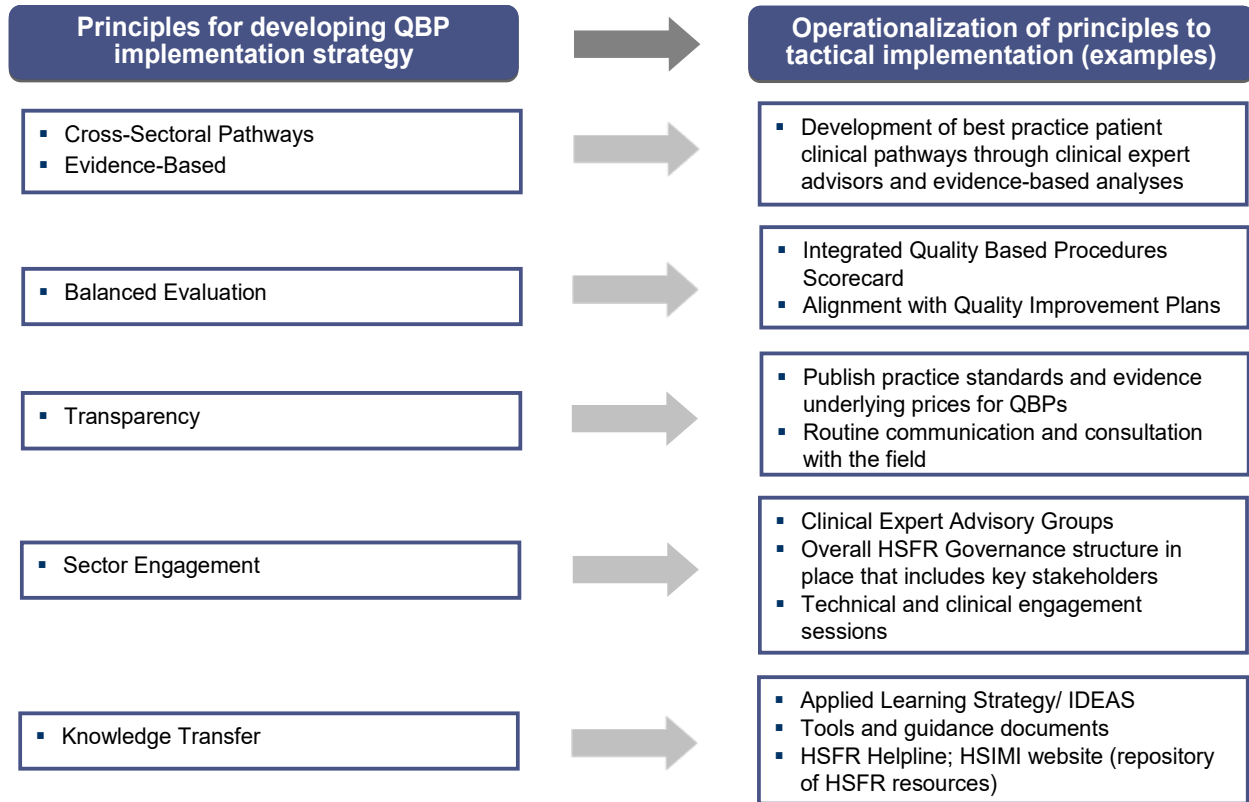 Principles for developing QBP
implementation strategy
Operationalization of principles to
tactical implementation (examples)
▪ Cross-Sectoral Pathways
▪ Evidence-Based
▪ Development of best practice patient
clinical pathways through clinical expert
advisors and evidence-based analyses
▪ Balanced Evaluation
▪ Integrated Quality Based Procedures
Scorecard
▪ Alignment with Quality Improvement Plans
▪ Transparency
▪ Publish practice standards and evidence
underlying prices for QBPs
▪ Routine communication and consultation
with the field
▪ Sector Engagement
▪ Clinical Expert Advisory Groups
▪ Overall HSFR Governance structure in
place that includes key stakeholders
▪ Technical and clinical engagement
sessions
▪ Knowledge Transfer
▪ Applied Learning Strategy/ IDEAS
▪ Tools and guidance documents
▪ HSFR Helpline; HSIMI website (repository
of HSFR resources)